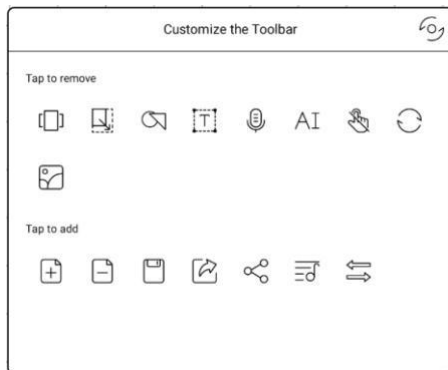 Customize the Toolbar
Tap to remove
T
AI
Tap to add